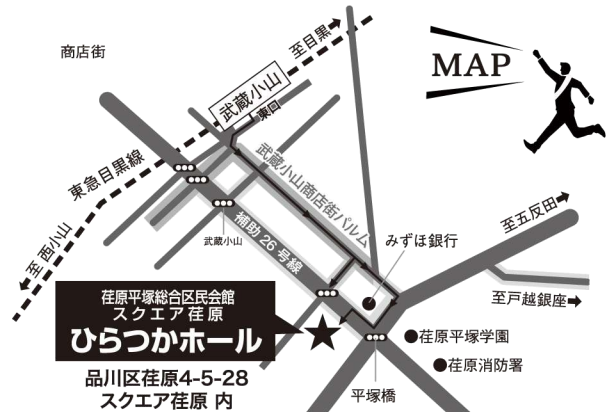 商店街
至目黒
MAP
武蔵小山
東口
東急目黒線
武蔵小山商店街パルム
至五反田
至西小山
武蔵小山
補助26号線
みずほ銀行
至戸越銀座
荏原平塚総合区民会館
スクエア荏原
ひらつかホール
荏原平塚学園
荏原消防署
品川区荏原4-5-28
スクエア荏原 内
平塚橋